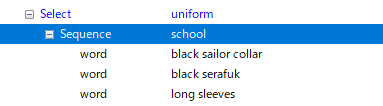 Select uniform
Sequence school
word black sailor collar
word black serafuk
word long sleeves